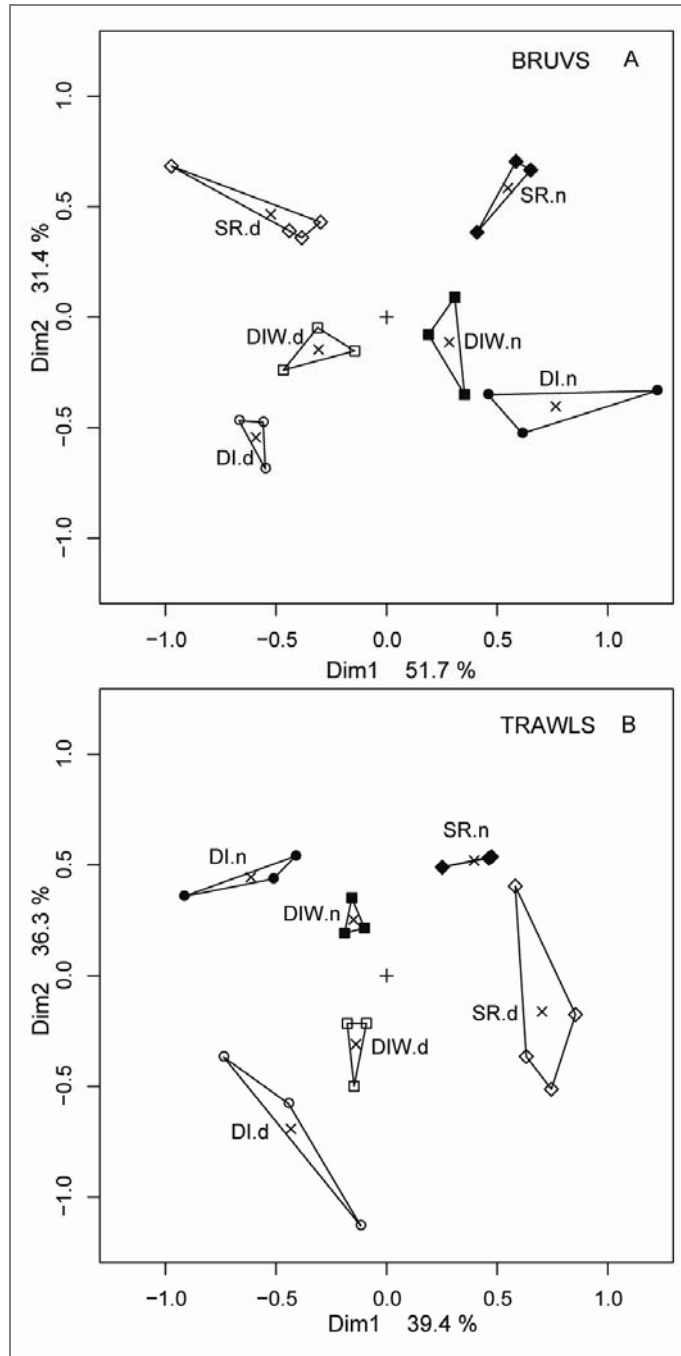 BRUVS A
1.0
SR.n
0.5
SR.d
Dim2 31.4 %
0.0
DIW.d
DIW.n
DI.n
−0.5
DI.d
−1.0
−1.0 −0.5 0.0 0.5 1.0
Dim1 51.7 %
TRAWLS B
1.0
SR.n
DI.n
0.5
DIW.n
Dim2 36.3 %
0.0
SR.d
DIW.d
−0.5
DI.d
−1.0
−1.0 −0.5 0.0 0.5 1.0
Dim1 39.4 %